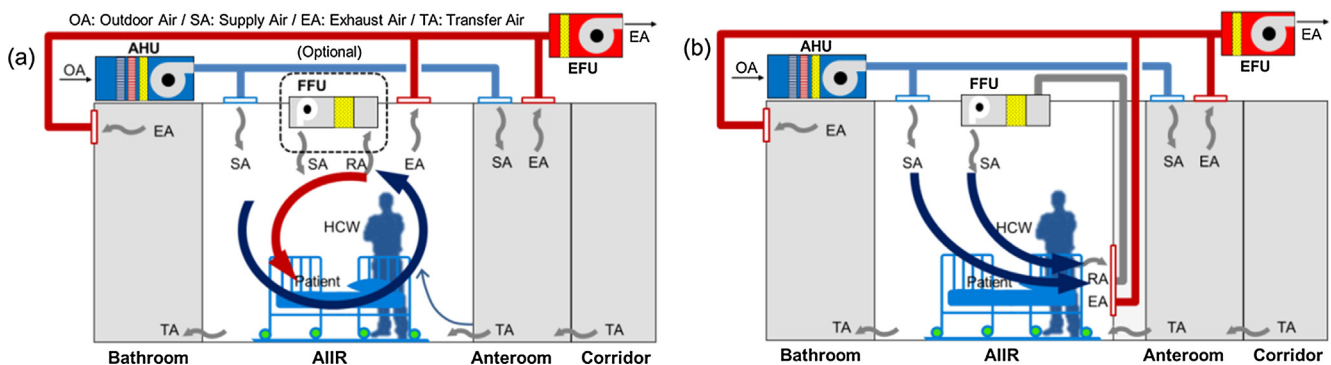 OA: Outdoor Air / SA: Supply Air / EA: Exhaust Air / TA: Transfer Air
(a)
AHU
(Optional)
EA
EFU
OA
FFU
EA
SA
SA
RA
EA
SA
EA
HCW
Patient
TA
TA
TA
Bathroom
AIIR
Anteroom
Corridor
(b)
AHU
EA
EFU
OA
FFU
EA
SA
SA
SA
EA
HCW
Patient
RA
EA
TA
TA
TA
Bathroom
AIIR
Anteroom
Corridor